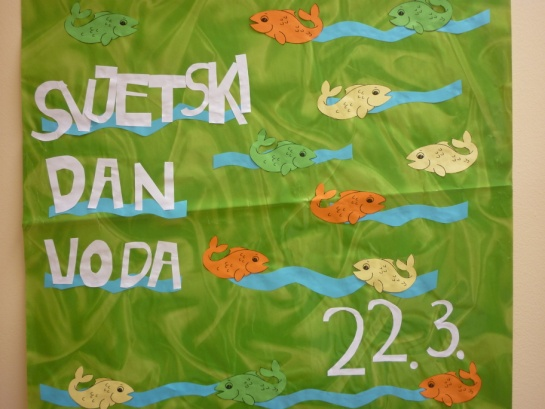 SVJETSKI
DAN
VODA
22.3.